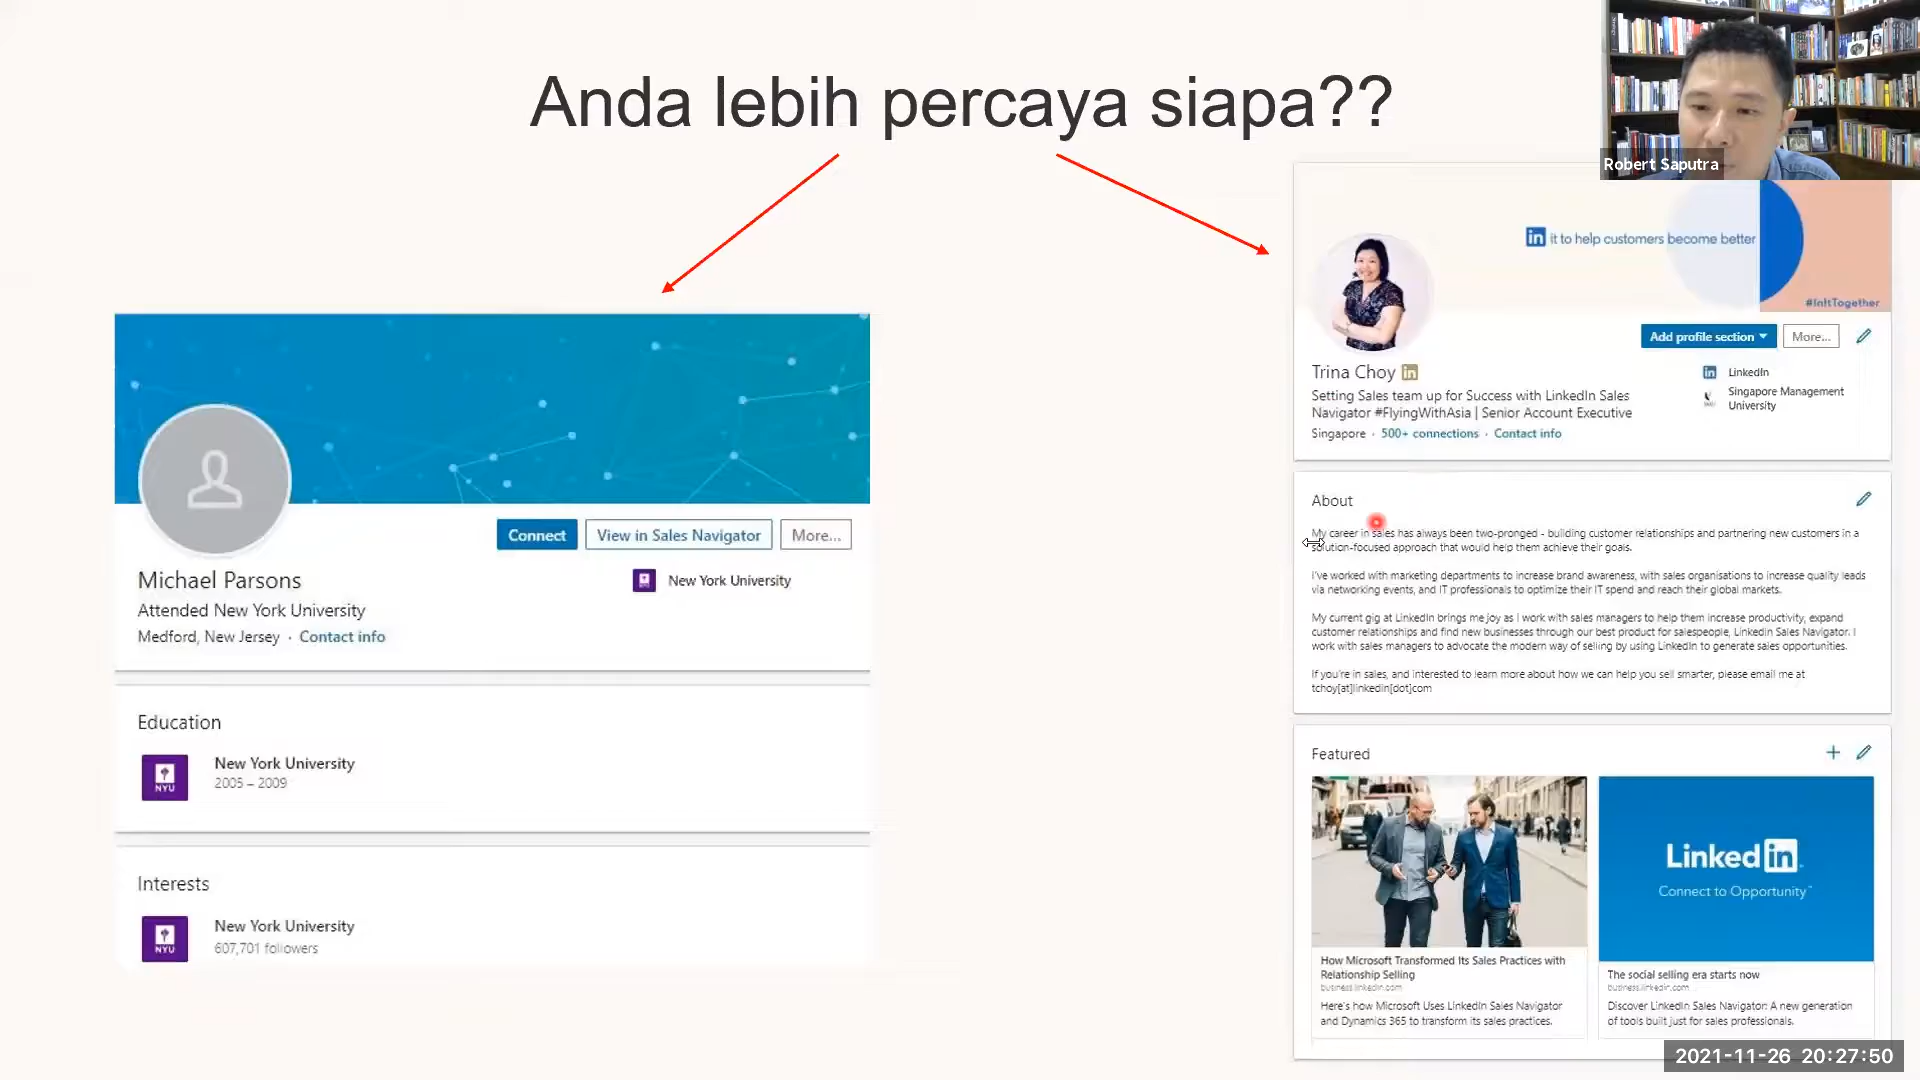 Anda lebih percaya siapa??
Robert Saputra
Connect
View in Sales Navigator
More...
Michael Parsons
New York University
Attended New York University
Medford, New Jersey · Contact info
Education
NYU
New York University
2005 – 2009
Interests
NYU
New York University
607,701 followers
in it to help customers become better
#InItTogether
Add profile section
More...
Trina Choy in
in LinkedIn
Singapore Management
University
Setting Sales team up for Success with LinkedIn Sales
Navigator #FlyingWithAsia | Senior Account Executive
Singapore · 500+ connections · Contact info
About
My career in sales has always been two-pronged - building customer relationships and partnering new customers in a
solution-focused approach that would help them achieve their goals.
I've worked with marketing departments to increase brand awareness, with sales organisations to increase quality leads
via networking events, and IT professionals to optimize their IT spend and reach their global markets.
My current gig at LinkedIn brings me joy as I work with sales managers to help them increase productivity, expand
customer relationships and find new businesses through our best product for salespeople, LinkedIn Sales Navigator. I
work with sales managers to advocate the modern way of selling by using LinkedIn to generate sales opportunities.
If you're in sales, and interested to learn more about how we can help you sell smarter, please email me at
tchoy[at]linkedin[dot]com
Featured
How Microsoft Transformed Its Sales Practices with
Relationship Selling
business.linkedin.com
Here's how Microsoft Uses LinkedIn Sales Navigator
and Dynamics 365 to transform its sales practices.
Linked in
Connect to Opportunity™
The social selling era starts now
business.linkedin.com
Discover LinkedIn Sales Navigator: A new generation
of tools built just for sales professionals.
2021-11-26 20:27:50